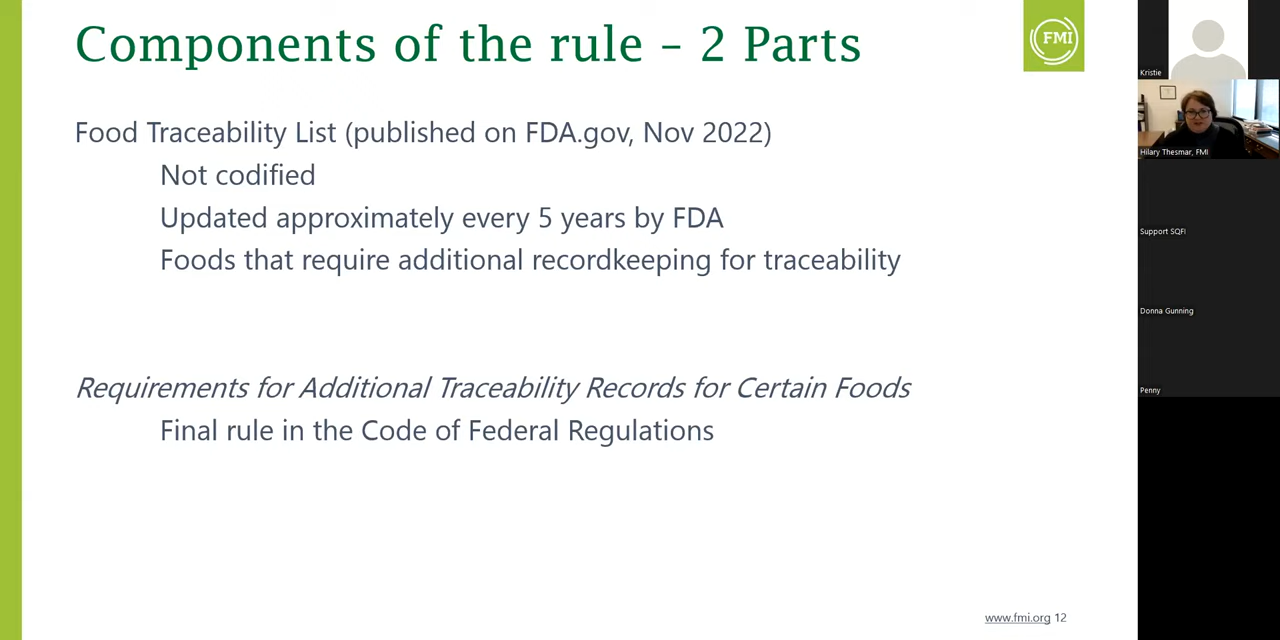 Components of the rule – 2 Parts
FMI
Food Traceability List (published on FDA.gov, Nov 2022)
Not codified
Updated approximately every 5 years by FDA
Foods that require additional recordkeeping for traceability
Requirements for Additional Traceability Records for Certain Foods
Final rule in the Code of Federal Regulations
www.fmi.org 12
Kristie
Hilary Thesmar, FMI
Support SQFI
Donna Gunning
Penny